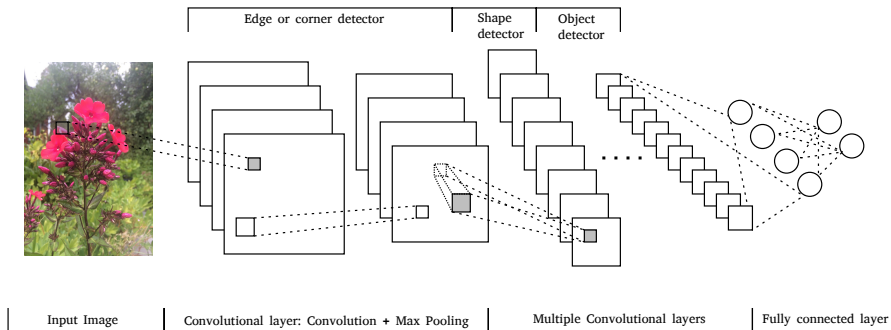 Edge or corner detector
Shape
detector
Object
detector
Input Image
Convolutional layer: Convolution + Max Pooling
Multiple Convolutional layers
Fully connected layer